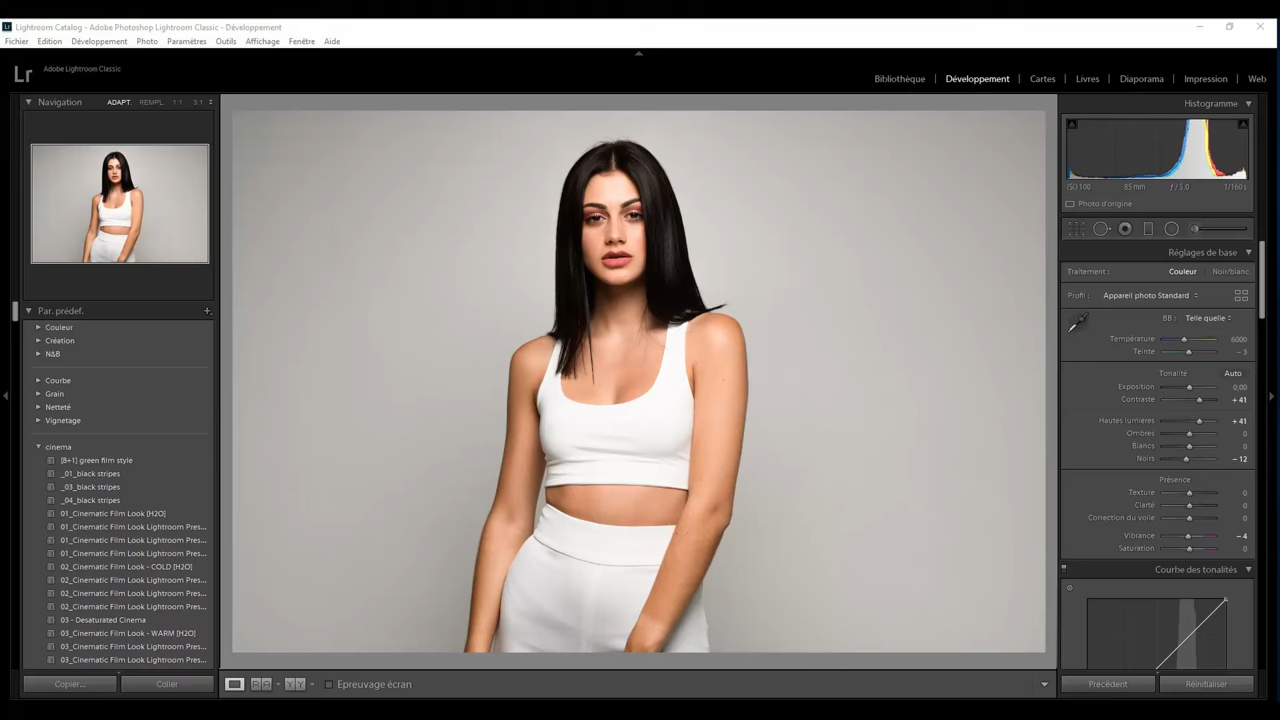 Lightroom Catalog - Adobe Photoshop Lightroom Classic - Développement
Fichier Edition Développement Photo Paramètres Outils Affichage Fenêtre Aide
Lr Adobe Lightroom Classic
Bibliothèque | Développement | Cartes | Livres | Diaporama | Impression | Web
Navigation ADAPT. REMPL. 1:1 3:1
Par. prédéf. +
Couleur
Création
N&B
Courbe
Grain
Netteté
Vignetage
cinema
[B+1] green film style
_01_black stripes
_03_black stripes
_04_black stripes
01_Cinematic Film Look [H2O]
01_Cinematic Film Look Lightroom Pres...
01_Cinematic Film Look Lightroom Pres...
01_Cinematic Film Look Lightroom Pres...
02_Cinematic Film Look - COLD [H2O]
02_Cinematic Film Look Lightroom Pres...
02_Cinematic Film Look Lightroom Pres...
02_Cinematic Film Look Lightroom Pres...
03 - Desaturated Cinema
03_Cinematic Film Look - WARM [H2O]
03_Cinematic Film Look Lightroom Pres...
03_Cinematic Film Look Lightroom Pres...
Copier... Coller
RA YY Epreuvage écran
Histogramme
ISO 100 85 mm ƒ / 5,0 1/160 s
Photo d'origine
Réglages de base
Traitement : Couleur Noir/blanc
Profil : Appareil photo Standard
BB : Telle quelle
Température 6000
Teinte - 3
Tonalité Auto
Exposition 0,00
Contraste + 41
Hautes lumières + 41
Ombres 0
Blancs 0
Noirs - 12
Présence
Texture 0
Clarté 0
Correction du voile 0
Vibrance - 4
Saturation 0
Courbe des tonalités
Précédent Réinitialiser